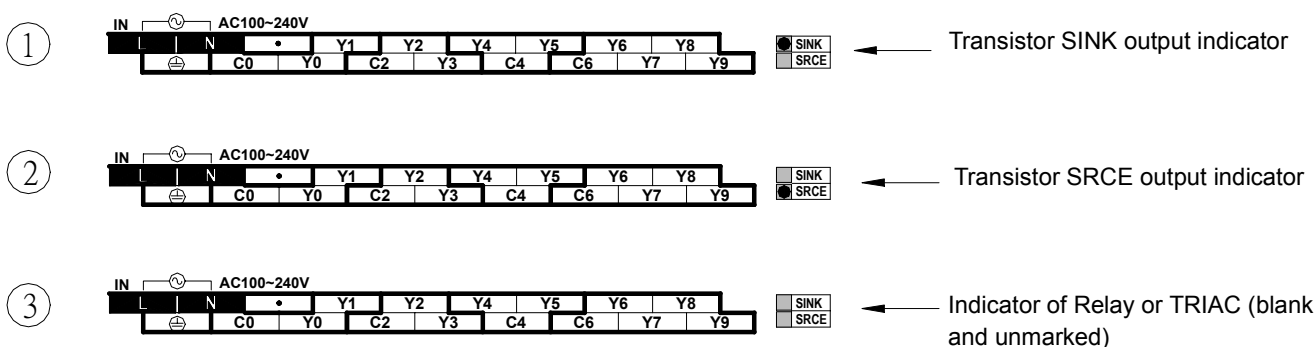 IN AC100~240V
1 L N • Y1 Y2 Y4 Y5 Y6 Y8 SINK Transistor SINK output indicator
C0 Y0 C2 Y3 C4 C6 Y7 Y9 SRCE
IN AC100~240V
2 L N • Y1 Y2 Y4 Y5 Y6 Y8 SINK Transistor SRCE output indicator
C0 Y0 C2 Y3 C4 C6 Y7 Y9 SRCE
IN AC100~240V
3 L N • Y1 Y2 Y4 Y5 Y6 Y8 SINK Indicator of Relay or TRIAC (blank
C0 Y0 C2 Y3 C4 C6 Y7 Y9 SRCE
and unmarked)